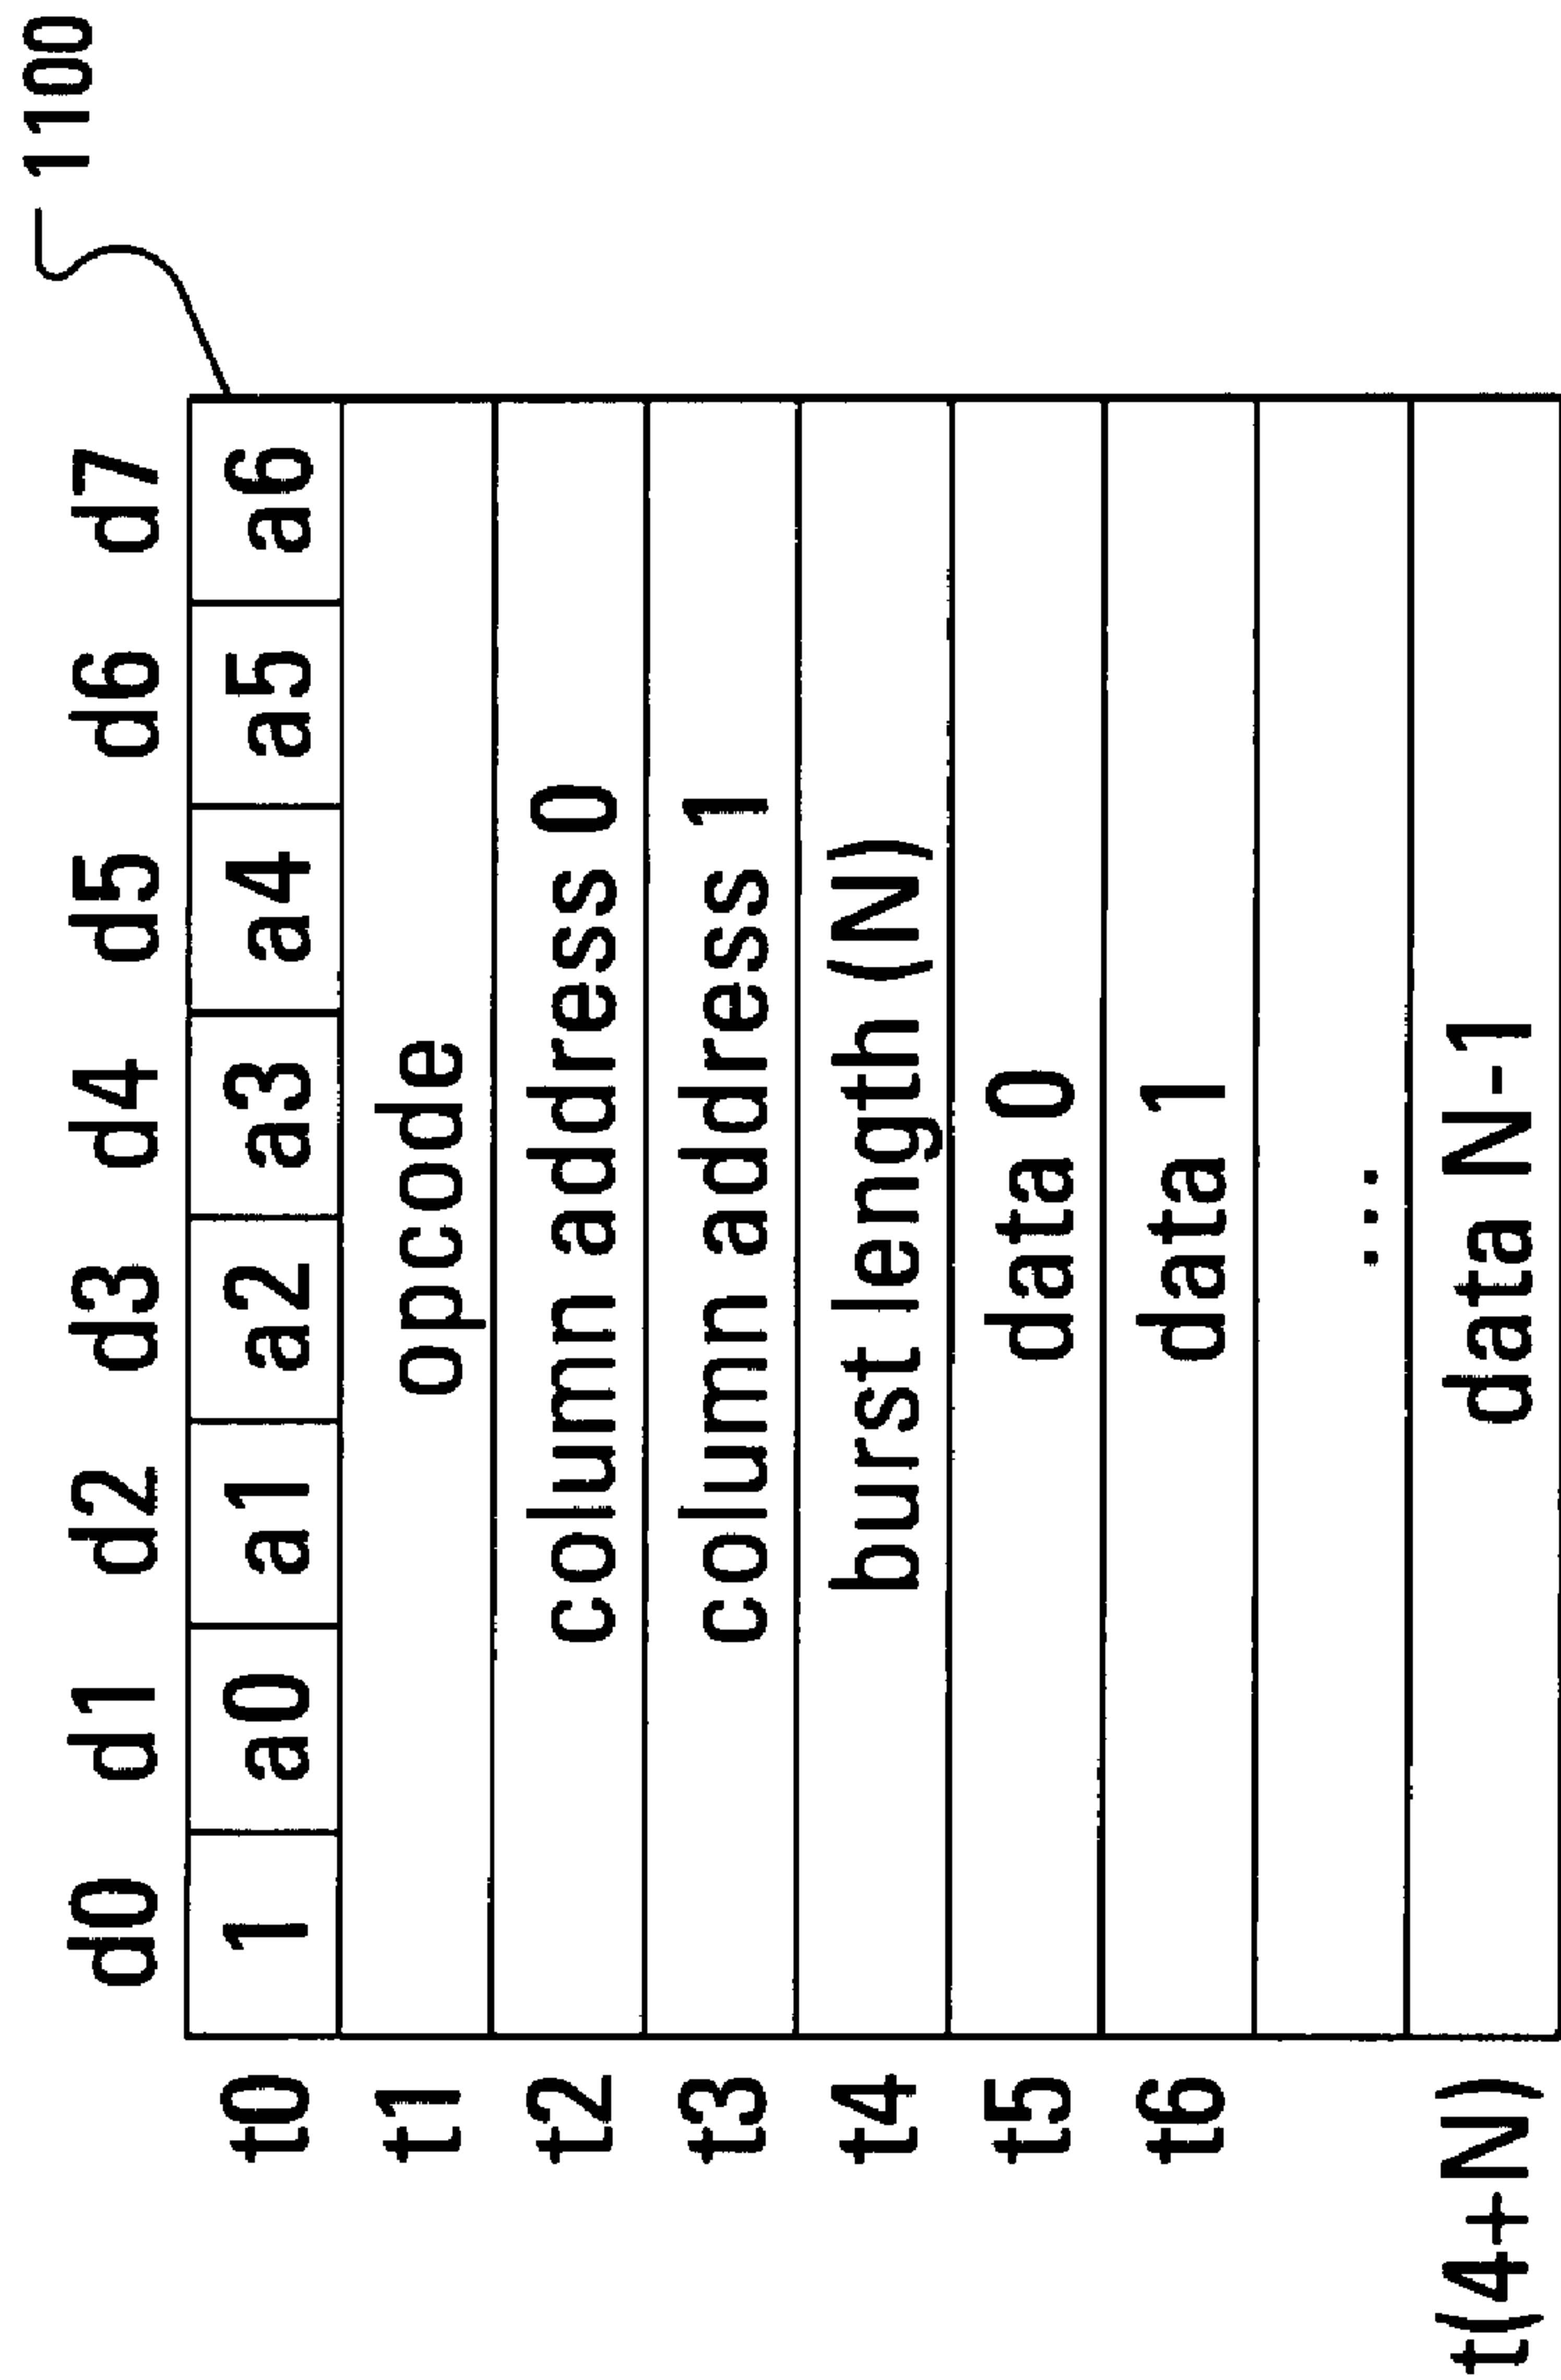 1100
d0 d1 d2 d3 d4 d5 d6 d7
t0 1 a0 a1 a2 a3 a4 a5 a6
t1 opcode
t2 column address 0
t3 column address 1
t4 burst length (N)
t5 data 0
t6 data 1
...
t(4+N) data N-1